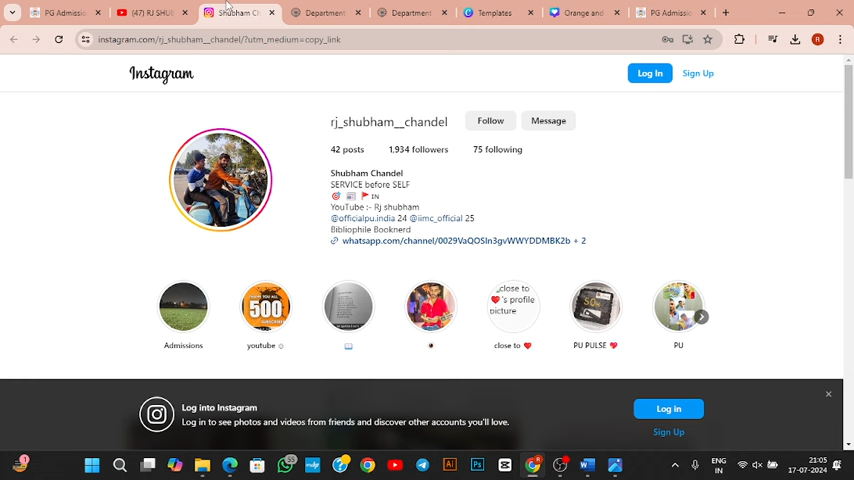 PG Admissi
(47) RJ SHUB
Shubham Ch
Department
Department
Templates
Orange and
PG Admissio
instagram.com/rj_shubham__chandel/?utm_medium=copy_link
Instagram
Log In
Sign Up
rj_shubham__chandel
Follow
Message
42 posts
1,934 followers
75 following
Shubham Chandel
SERVICE before SELF
IN
YouTube :- Rj shubham
@officialpu.india 24 @iimc_official 25
Bibliophile Booknerd
whatsapp.com/channel/0029VaQOSIn3gvWWYDDMBK2b + 2
THANK YOU ALL
500
SUBSCRIBERS
close to
❤️'s profile
picture
Admissions
youtube
close to ❤️
PU PULSE
PU
Log into Instagram
Log in to see photos and videos from friends and discover other accounts you'll love.
Log in
Sign Up
ENG
IN
21:05
17-07-2024